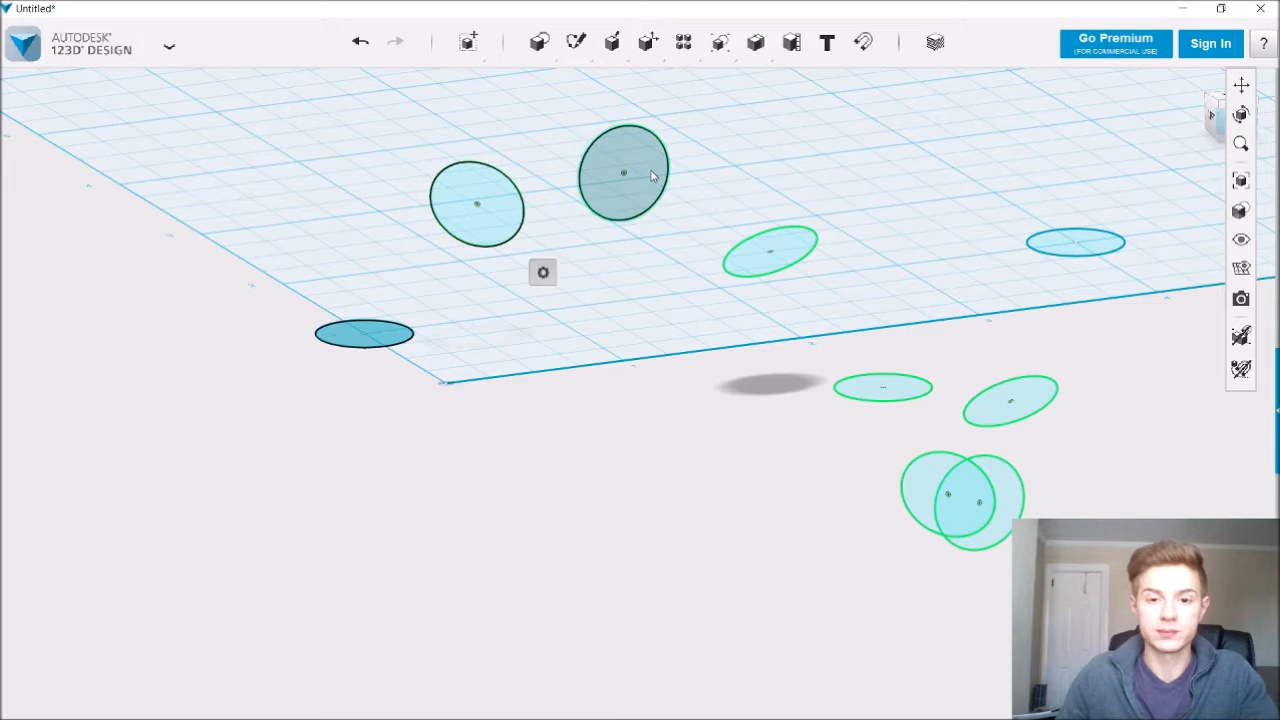 Untitled*
AUTODESK®
123D® DESIGN
Go Premium
(FOR COMMERCIAL USE)
Sign In
?
T